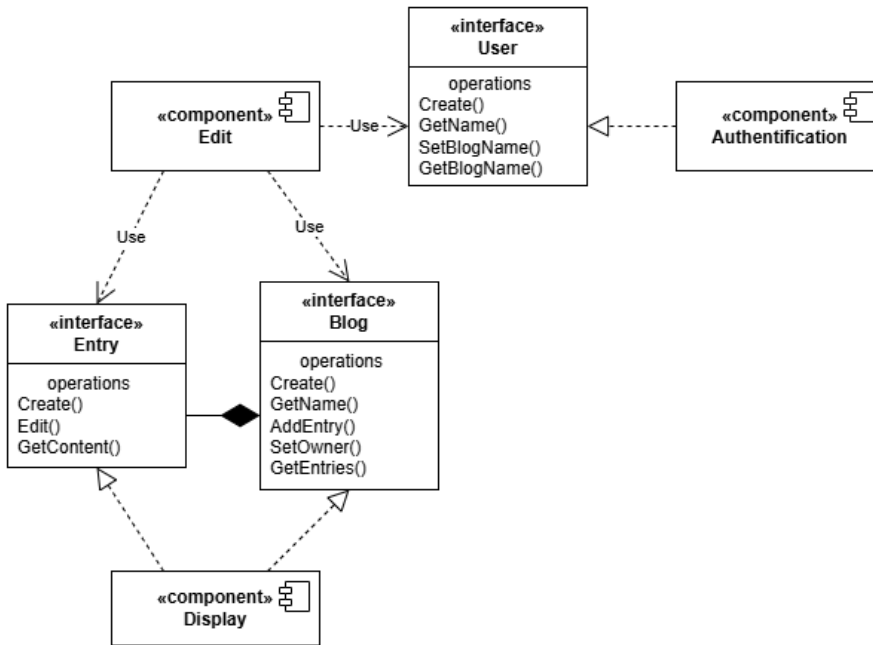 «interface»
User
operations
Create()
GetName()
SetBlogName()
GetBlogName()
«component»
Edit
Use
«component»
Authentification
Use
Use
«interface»
Entry
operations
Create()
Edit()
GetContent()
«interface»
Blog
operations
Create()
GetName()
AddEntry()
SetOwner()
GetEntries()
«component»
Display